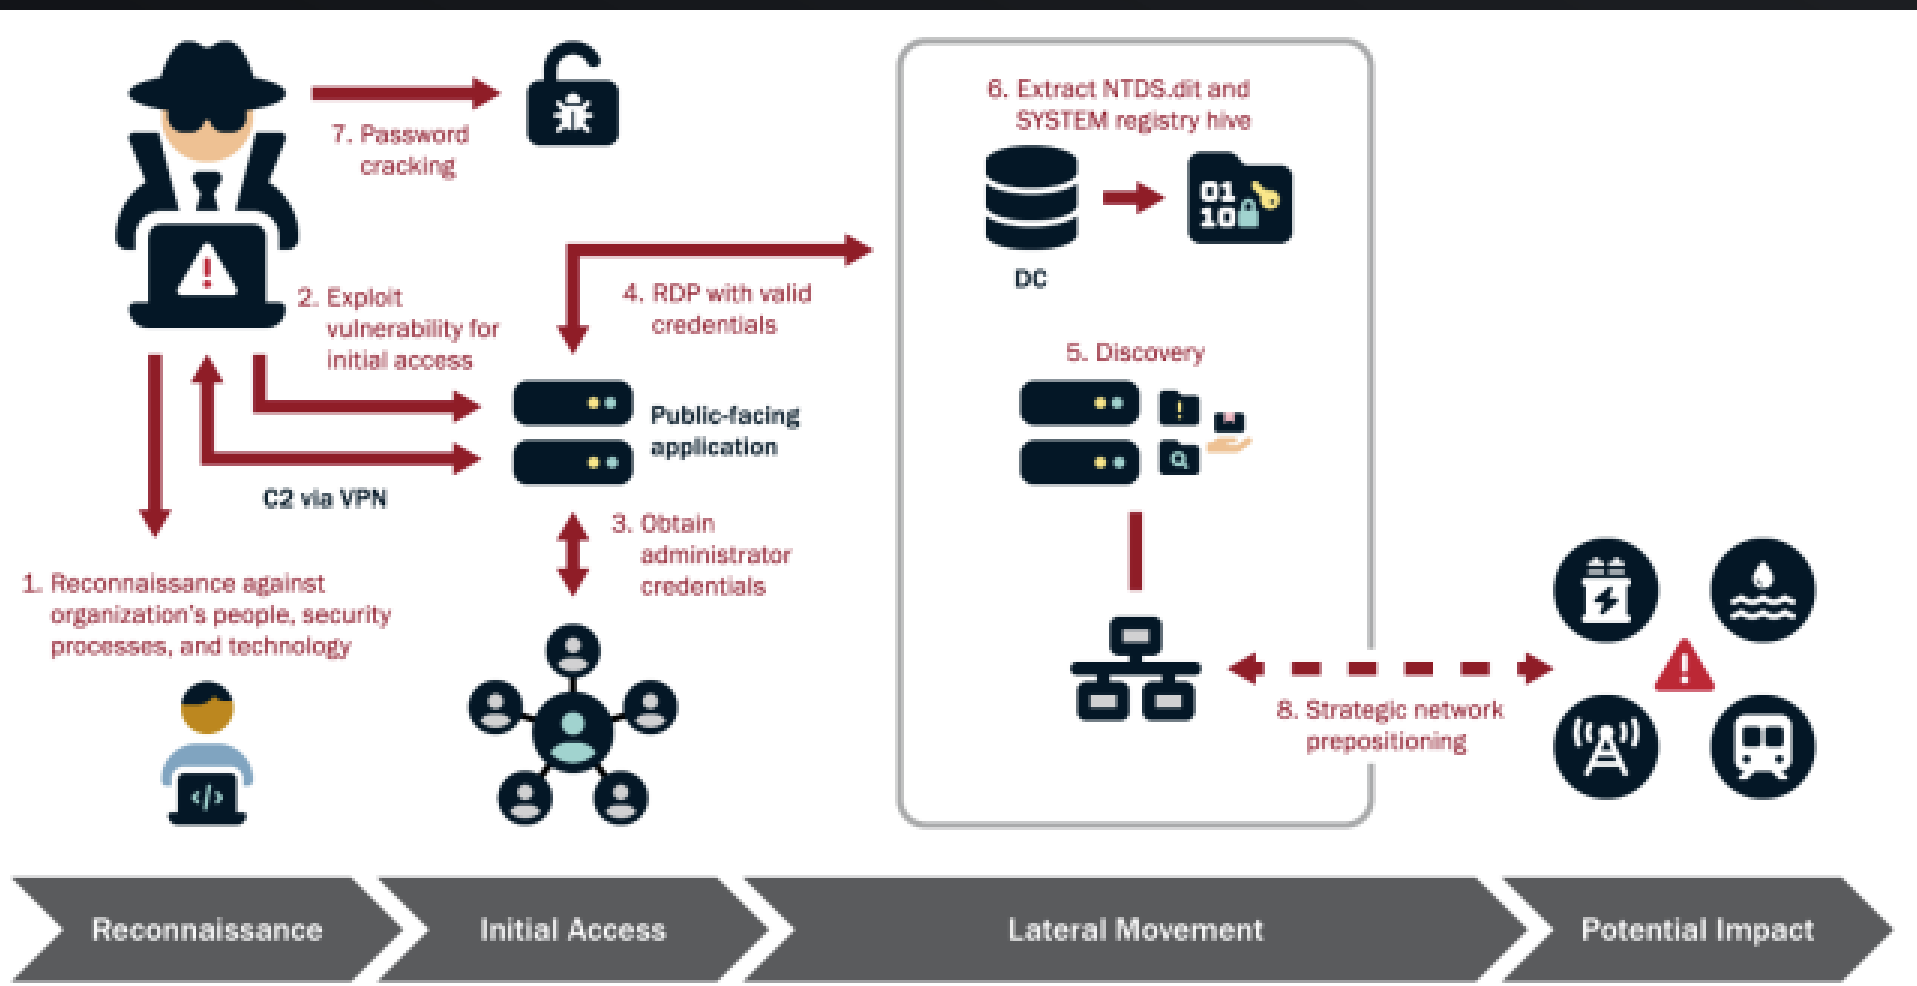 6. Extract NTDS.dit and
SYSTEM registry hive
7. Password
cracking
DC
2. Exploit
vulnerability for
initial access
4. RDP with valid
credentials
5. Discovery
Public-facing
application
C2 via VPN
3. Obtain
administrator
credentials
1. Reconnaissance against
organization's people, security
processes, and technology
8. Strategic network
prepositioning
01
10
</>
Reconnaissance
Initial Access
Lateral Movement
Potential Impact